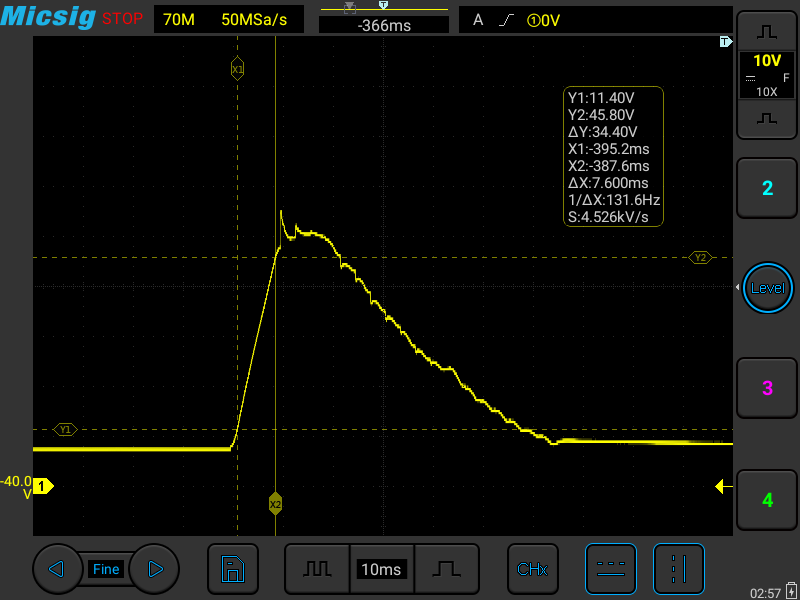 Micsig STOP 70M 50MSa/s -366ms A ①0V
T
T
X1
10V
F
10X
Y1:11.40V
Y2:45.80V
ΔY:34.40V
X1:-395.2ms
X2:-387.6ms
ΔX:7.600ms
1/ΔX:131.6Hz
S:4.526kV/s
2
Y2
Level
3
Y1
-40.0
V
1
X2
4
Fine
10ms
CHx
02:57